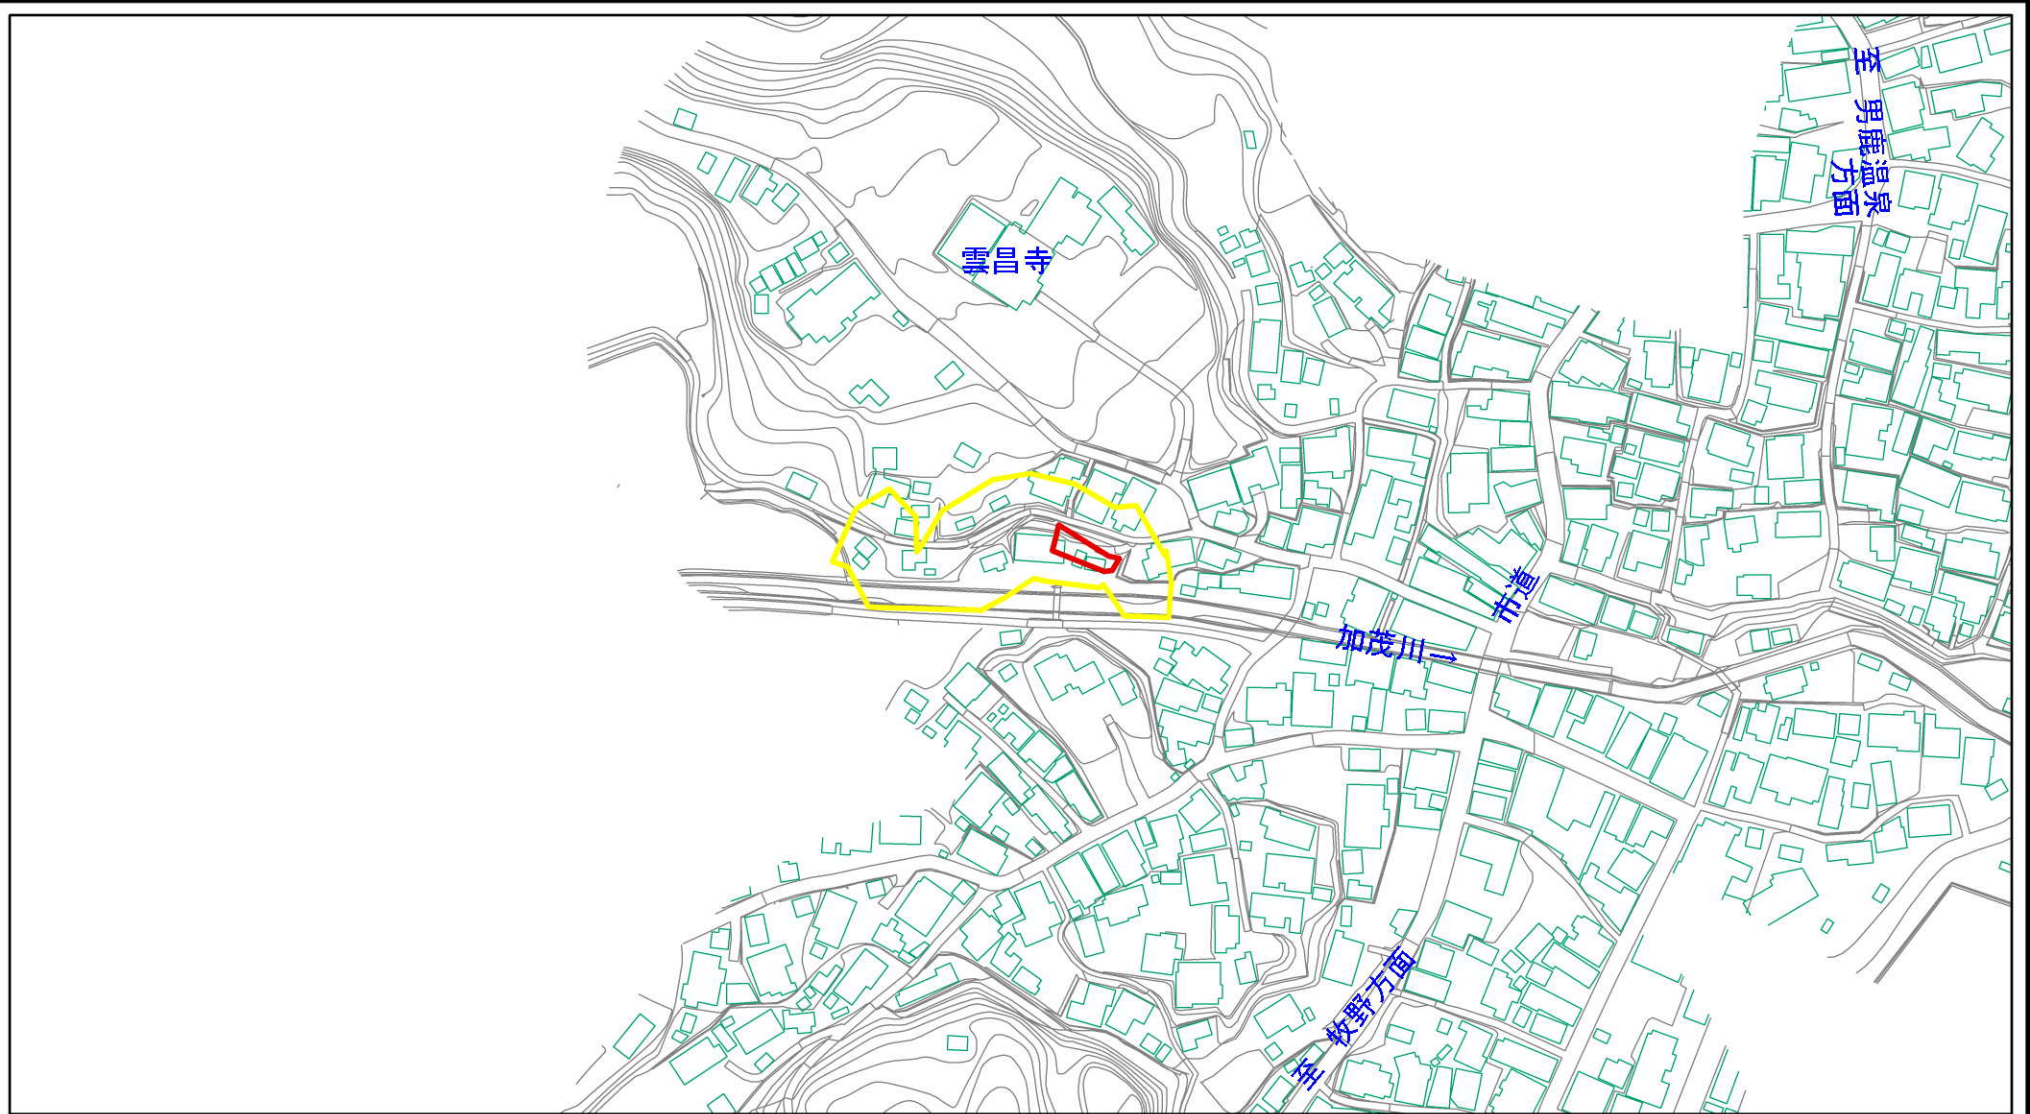 至 男鹿温泉
方面
雲昌寺
市道
加茂川→
至 牧野方面